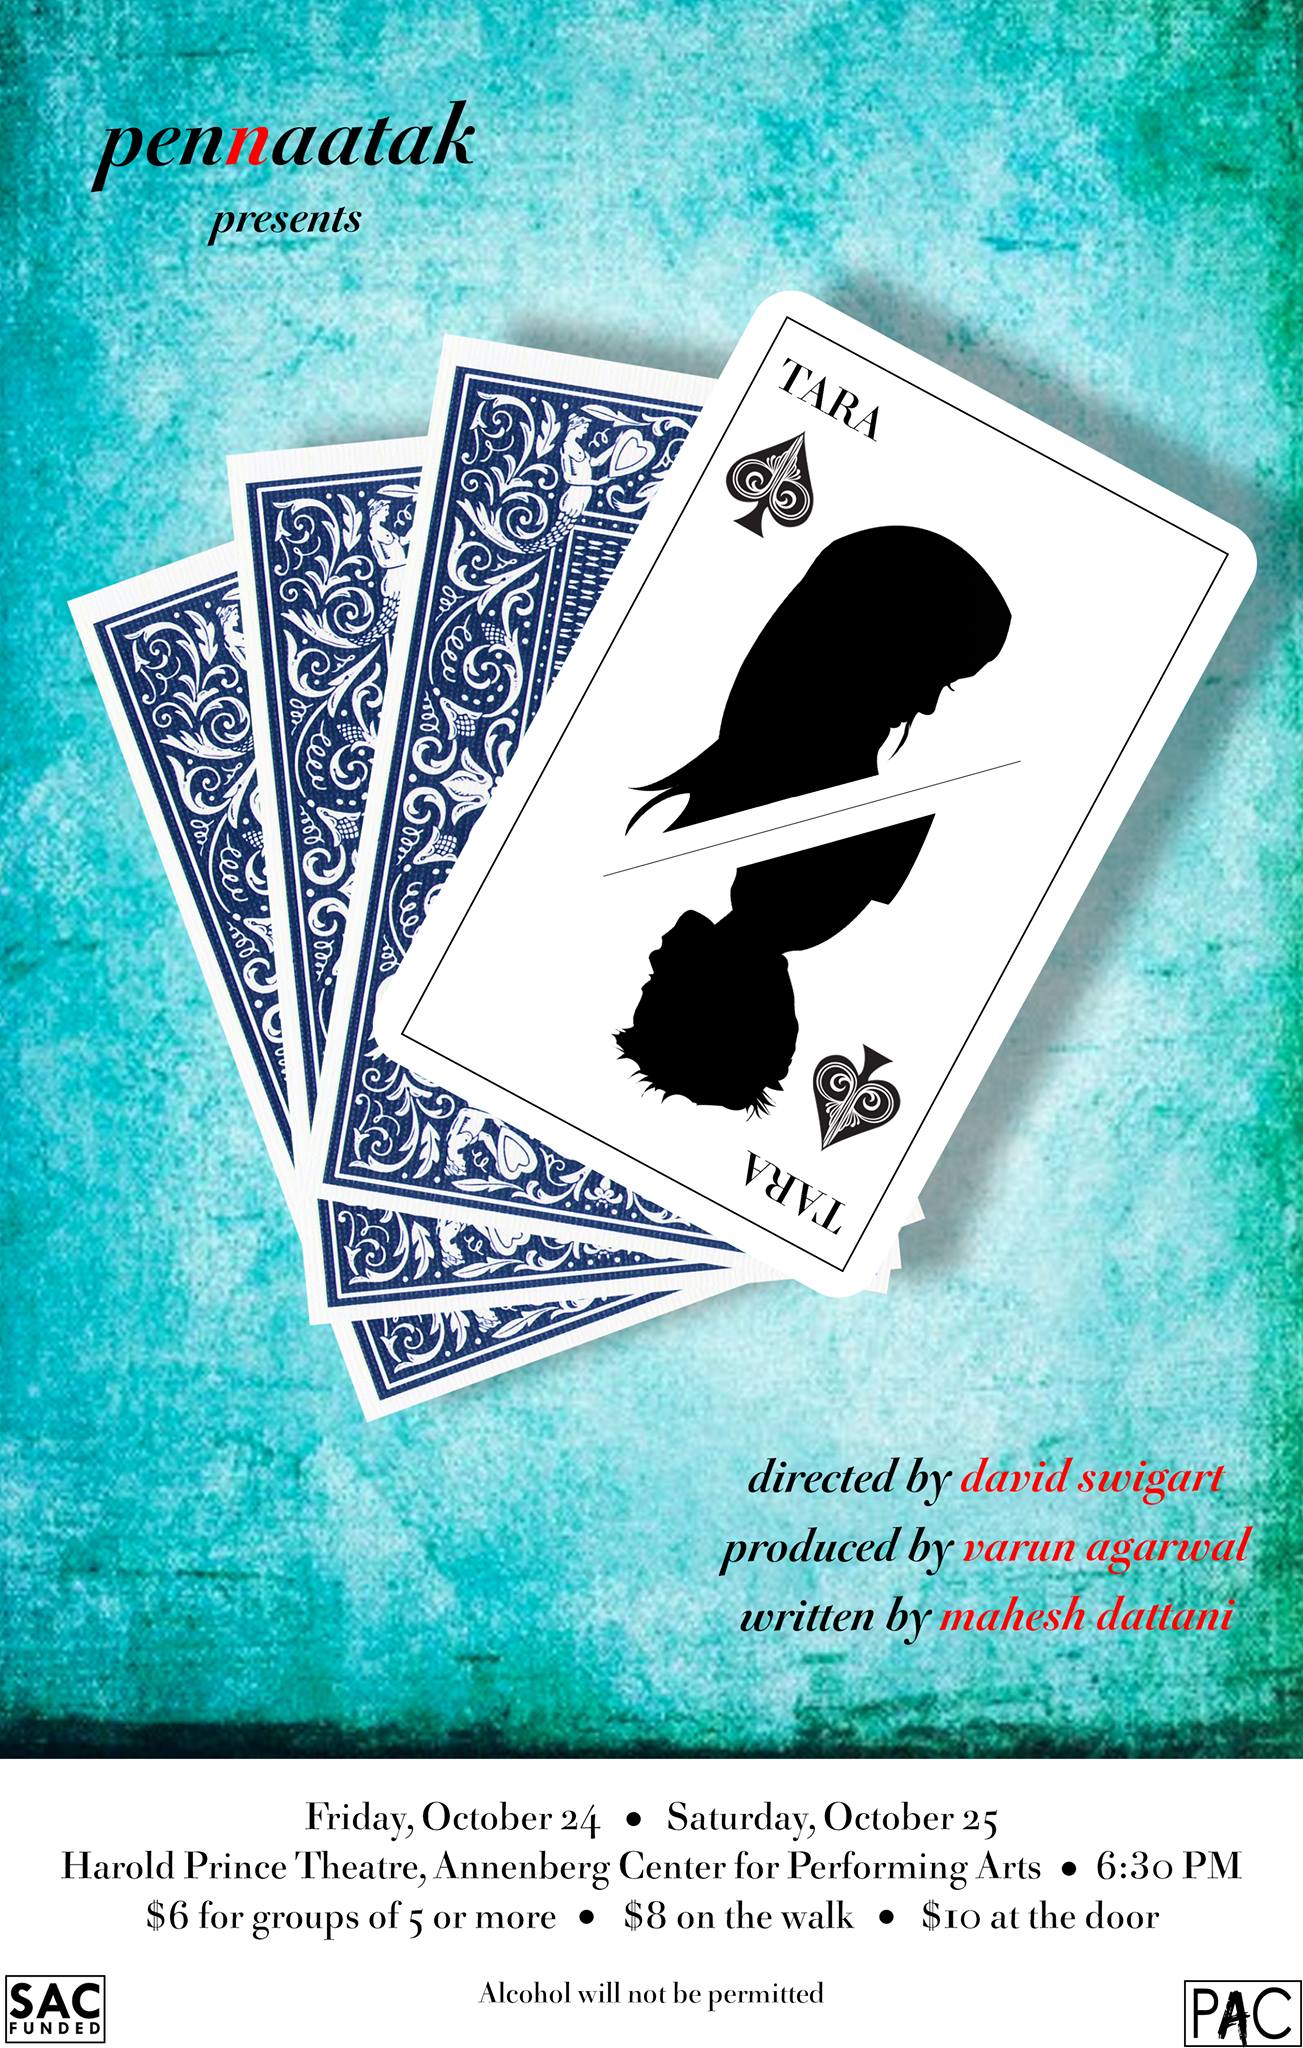 pennaatak
presents
TARA
TARA
directed by david swigart
produced by varun agarwal
written by mahesh dattani
Friday, October 24 • Saturday, October 25
Harold Prince Theatre, Annenberg Center for Performing Arts • 6:30 PM
$6 for groups of 5 or more • $8 on the walk • $10 at the door
Alcohol will not be permitted
SAC
FUNDED
PAC